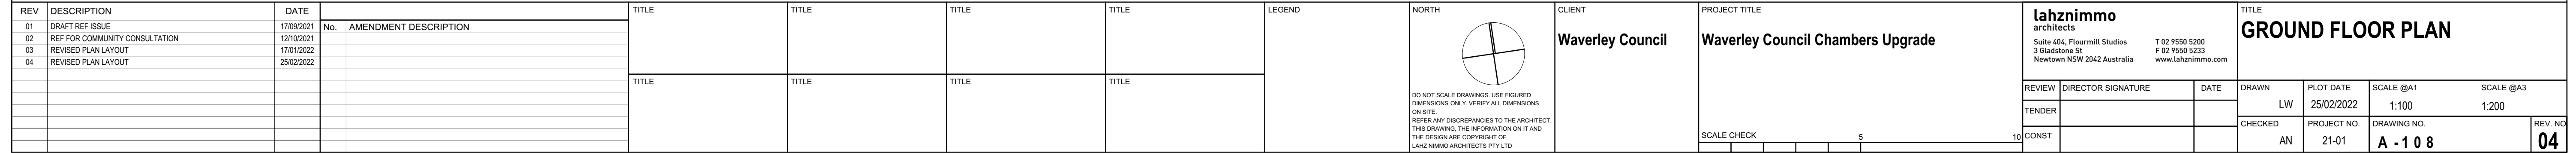 REV DESCRIPTION DATE
01 DRAFT REF ISSUE 17/09/2021
02 REF FOR COMMUNITY CONSULTATION 12/10/2021
03 REVISED PLAN LAYOUT 17/01/2022
04 REVISED PLAN LAYOUT 25/02/2022
No. AMENDMENT DESCRIPTION
TITLE TITLE TITLE TITLE
TITLE TITLE TITLE TITLE
LEGEND
NORTH
DO NOT SCALE DRAWINGS. USE FIGURED
DIMENSIONS ONLY. VERIFY ALL DIMENSIONS
ON SITE.
REFER ANY DISCREPANCIES TO THE ARCHITECT.
THIS DRAWING, THE INFORMATION ON IT AND
THE DESIGN ARE COPYRIGHT OF
LAHZ NIMMO ARCHITECTS PTY LTD
CLIENT
Waverley Council
PROJECT TITLE
Waverley Council Chambers Upgrade
SCALE CHECK 5 10
lahznimmo
architects
Suite 404, Flourmill Studios T 02 9550 5200
3 Gladstone St F 02 9550 5233
Newtown NSW 2042 Australia www.lahznimmo.com
REVIEW DIRECTOR SIGNATURE DATE
TENDER
CONST
TITLE
GROUND FLOOR PLAN
DRAWN PLOT DATE SCALE @A1 SCALE @A3
LW 25/02/2022 1:100 1:200
CHECKED PROJECT NO. DRAWING NO. REV. NO
AN 21-01 A - 1 0 8 04